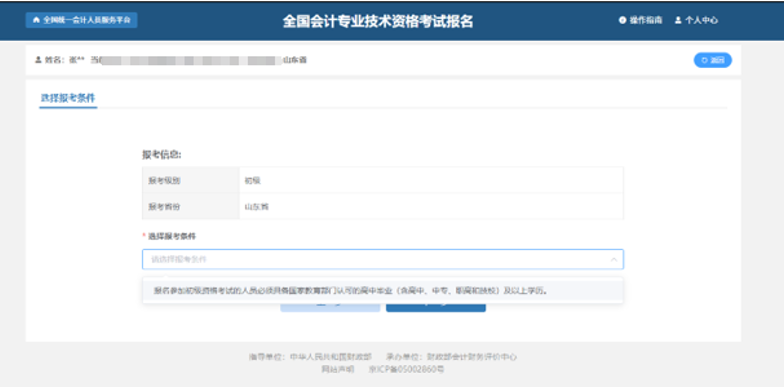 全国统一会计人员服务平台
全国会计专业技术资格考试报名
操作指南 个人中心
姓名：张** 当 山东省
返回
选择报考条件
报考信息:
报考级别 初级
报考省份 山东省
* 选择报考条件
请选择报考条件
报名参加初级资格考试的人员必须具备国家教育部门认可的高中毕业（含高中、中专、职高和技校）及以上学历。
指导单位：中华人民共和国财政部 承办单位：财政部会计财务评价中心
网站声明 京ICP备05002860号